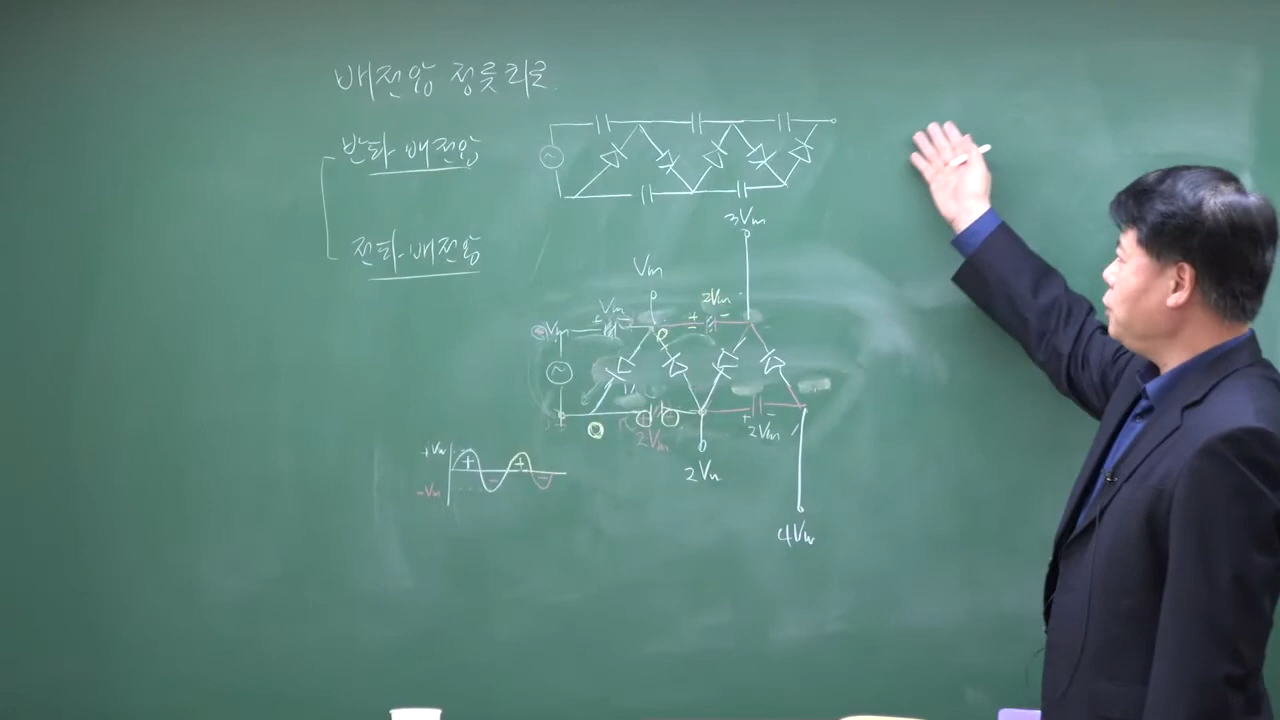 배전압 정류회로
반파 배전압
전파 배전압
~
3Vm
Vm
Vm
2Vm
+ -
+ -
Vm
~
2Vm
+ -
2Vm
2Vm
4Vm
+Vm
-Vm
+ - + -